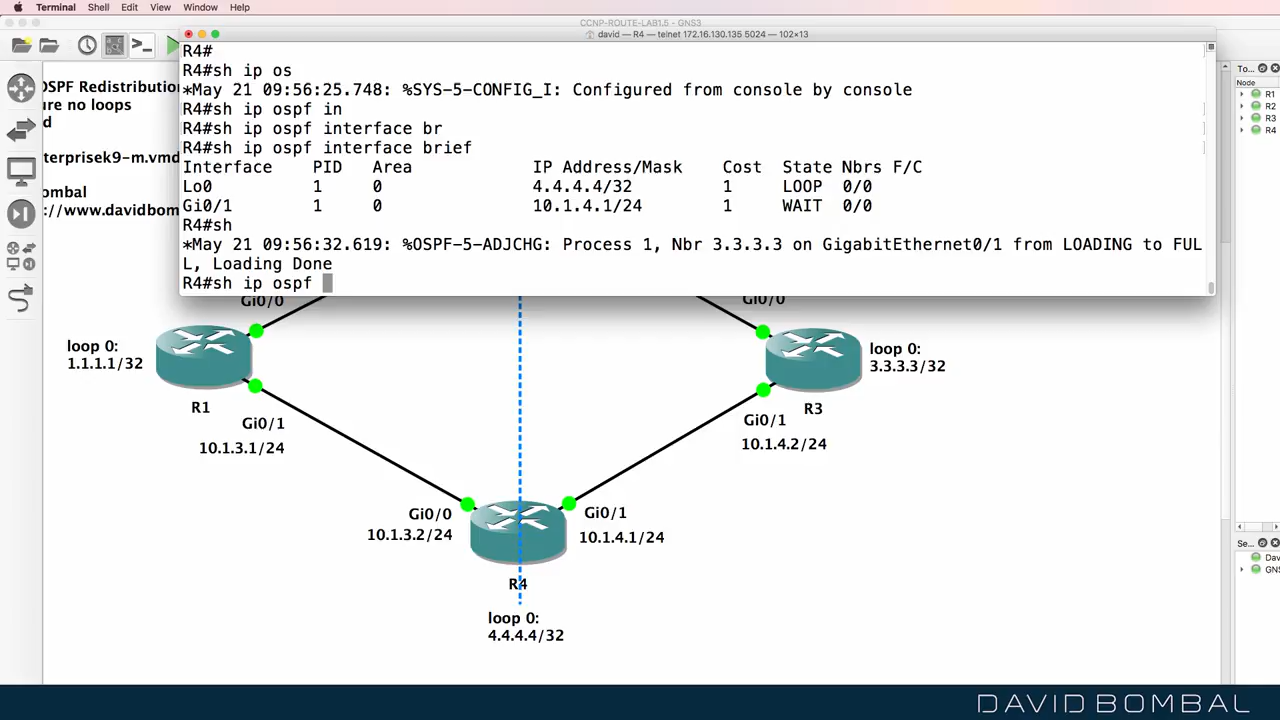 Terminal Shell Edit View Window Help
CCNP-ROUTE-LAB1.5 - GNS3
david — R4 — telnet 172.16.130.135 5024 — 102×13
R4#
R4#sh ip os
*May 21 09:56:25.748: %SYS-5-CONFIG_I: Configured from console by console
R4#sh ip ospf in
R4#sh ip ospf interface br
R4#sh ip ospf interface brief
Interface PID Area IP Address/Mask Cost State Nbrs F/C
Lo0 1 0 4.4.4.4/32 1 LOOP 0/0
Gi0/1 1 0 10.1.4.1/24 1 WAIT 0/0
R4#sh
*May 21 09:56:32.619: %OSPF-5-ADJCHG: Process 1, Nbr 3.3.3.3 on GigabitEthernet0/1 from LOADING to FUL
L, Loading Done
R4#sh ip ospf
OSPF Redistribution
ure no loops
d
terprisek9-m.vmd
ombal
://www.davidbom
To...
Node
R1
R2
R3
R4
Se...
Dav
GNS
Gi0/0
Gi0/0
loop 0:
1.1.1.1/32
R1
Gi0/1
10.1.3.1/24
loop 0:
3.3.3.3/32
R3
Gi0/1
10.1.4.2/24
Gi0/0
10.1.3.2/24
Gi0/1
10.1.4.1/24
R4
loop 0:
4.4.4.4/32
DAVID BOMBAL